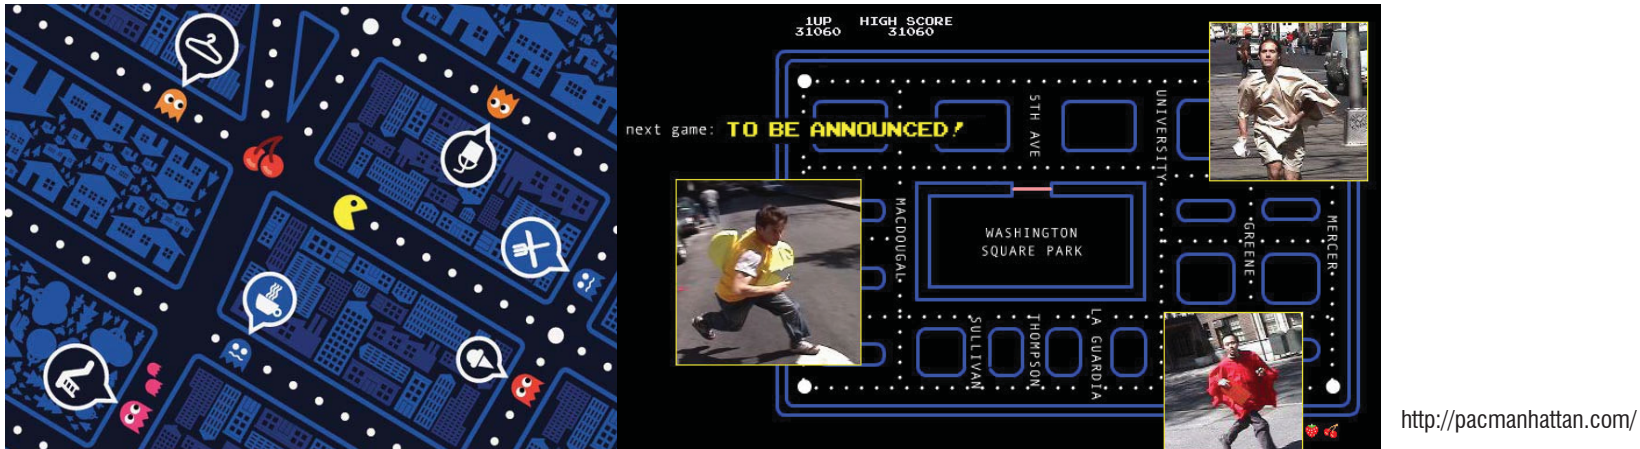 1UP HIGH SCORE
31060 31060
next game: TO BE ANNOUNCED!
5TH AVE
UNIVERSITY
MACDOUGAL
WASHINGTON
SQUARE PARK
GREENE
MERCER
SULLIVAN
THOMPSON
LA GUARDIA
http://pacmanhattan.com/